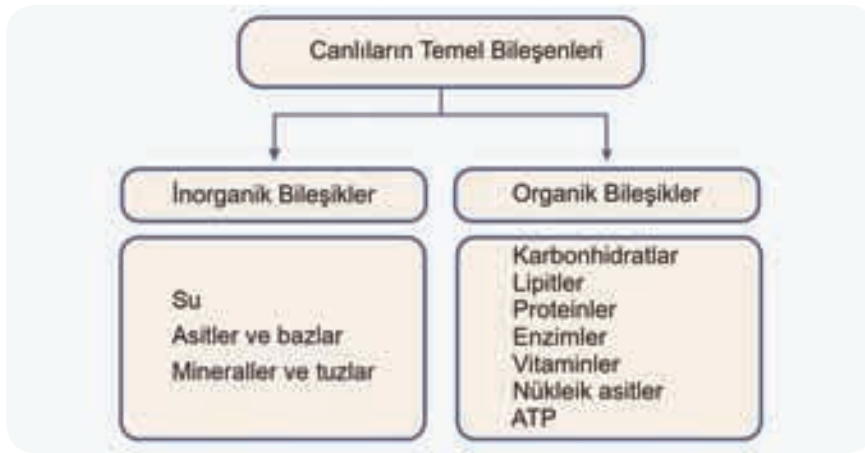 Canlıların Temel Bileşenleri
İnorganik Bileşikler
Organik Bileşikler
Su
Asitler ve bazlar
Mineraller ve tuzlar
Karbonhidratlar
Lipitler
Proteinler
Enzimler
Vitaminler
Nükleik asitler
ATP